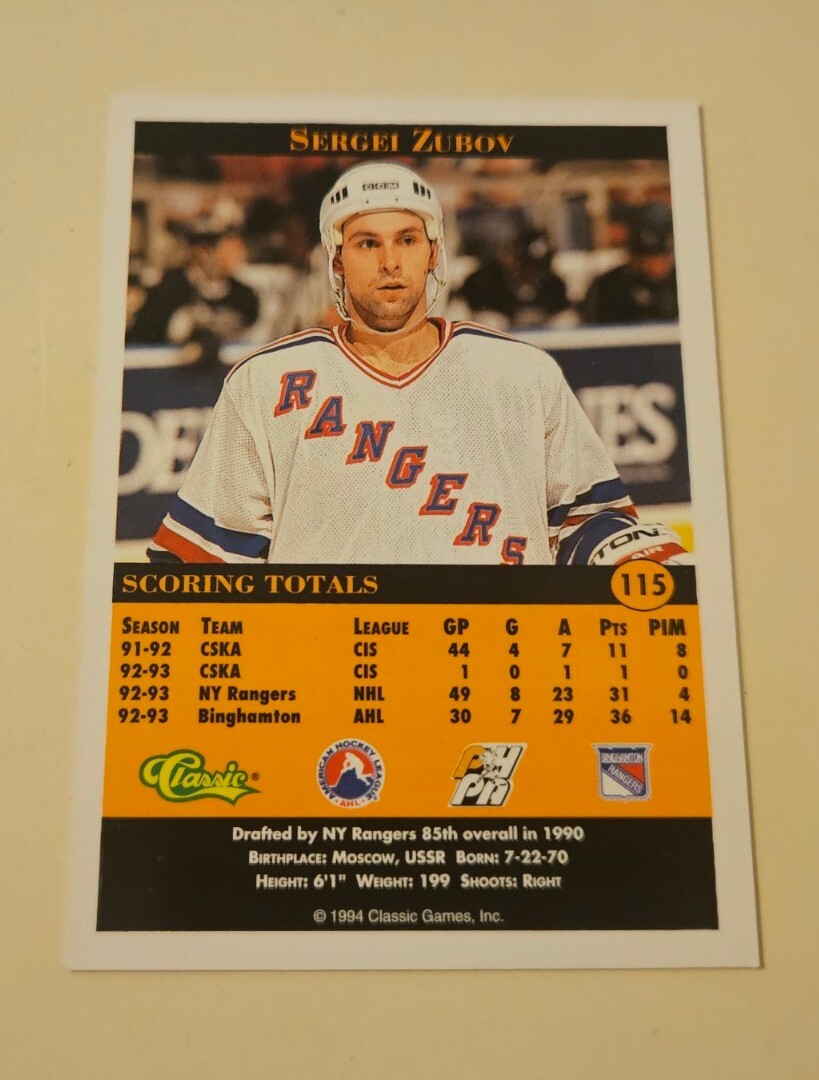 SERGEI ZUBOV
CCM
RANGERS
TON
AIR
SCORING TOTALS
115
SEASON TEAM LEAGUE GP G A PTS PIM
91-92 CSKA CIS 44 4 7 11 8
92-93 CSKA CIS 1 0 1 1 0
92-93 NY Rangers NHL 49 8 23 31 4
92-93 Binghamton AHL 30 7 29 36 14
Classic®
AMERICAN HOCKEY LEAGUE
AHL
PHPA
BINGHAMTON
RANGERS
Drafted by NY Rangers 85th overall in 1990
BIRTHPLACE: MOSCOW, USSR BORN: 7-22-70
HEIGHT: 6'1" WEIGHT: 199 SHOOTS: RIGHT
© 1994 Classic Games, Inc.